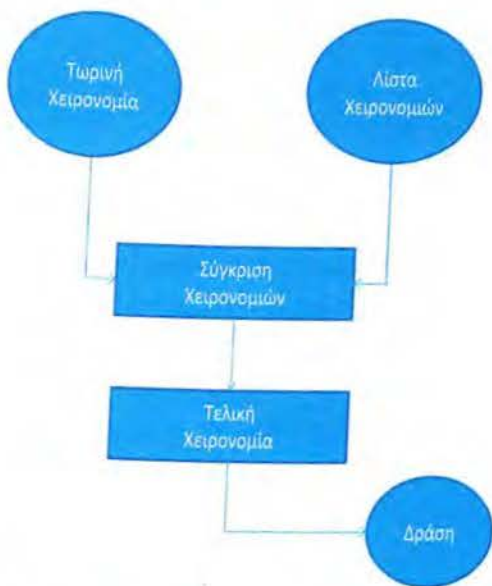 Τωρινή
Χειρονομία
Λίστα
Χειρονομιών
Σύγκριση
Χειρονομιών
Τελική
Χειρονομία
Δράση